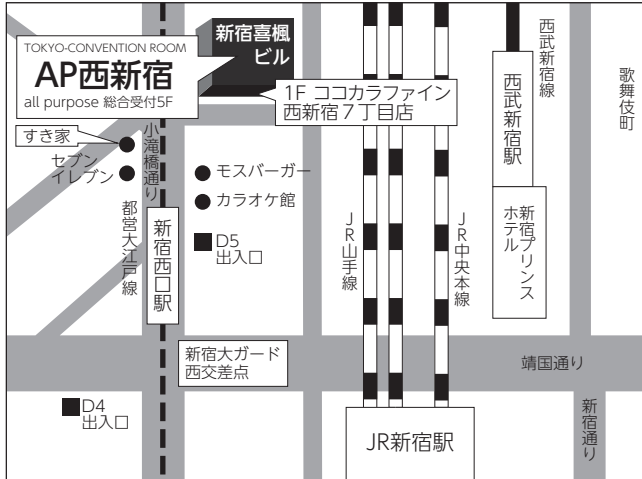 新宿喜楓
ビル
TOKYO-CONVENTION ROOM
AP西新宿
all purpose 総合受付5F
1F ココカラファイン
西新宿7丁目店
西武新宿線
歌舞伎町
西武新宿駅
すき家
セブン
イレブン
小滝橋通り
モスバーガー
カラオケ館
都営大江戸線
新宿西口駅
D5
出入口
JR山手線
JR中央本線
新宿プリンス
ホテル
新宿大ガード
西交差点
靖国通り
D4
出入口
JR新宿駅
新宿通り